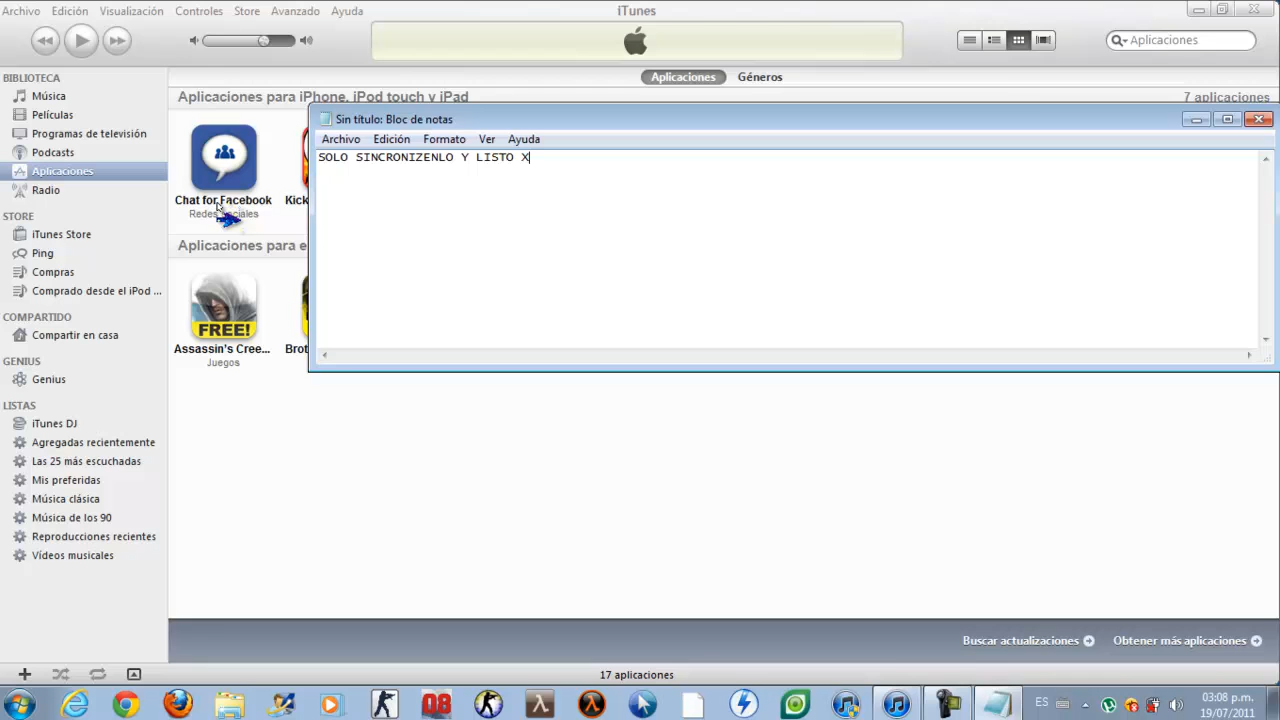 Archivo Edición Visualización Controles Store Avanzado Ayuda
iTunes
Aplicaciones
BIBLIOTECA
Música
Películas
Programas de televisión
Podcasts
Aplicaciones
Radio
STORE
iTunes Store
Ping
Compras
Comprado desde el iPod ...
COMPARTIDO
Compartir en casa
GENIUS
Genius
LISTAS
iTunes DJ
Agregadas recientemente
Las 25 más escuchadas
Mis preferidas
Música clásica
Música de los 90
Reproducciones recientes
Vídeos musicales
Aplicaciones Géneros
Aplicaciones para iPhone, iPod touch y iPad
7 aplicaciones
Chat for Facebook
Redes Sociales
Kick
Aplicaciones para e
FREE!
Assassin's Cree...
Juegos
Brot
Sin título: Bloc de notas
Archivo Edición Formato Ver Ayuda
SOLO SINCRONIZENLO Y LISTO X
Buscar actualizaciones
Obtener más aplicaciones
17 aplicaciones
ES
03:08 p.m.
19/07/2011